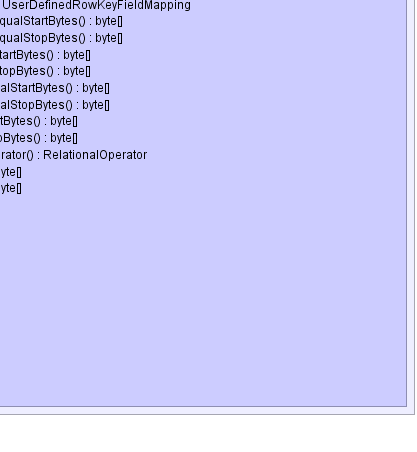 UserDefinedRowKeyFieldMapping
qualStartBytes() : byte[]
qualStopBytes() : byte[]
tartBytes() : byte[]
topBytes() : byte[]
alStartBytes() : byte[]
alStopBytes() : byte[]
tBytes() : byte[]
pBytes() : byte[]
rator() : RelationalOperator
yte[]
yte[]